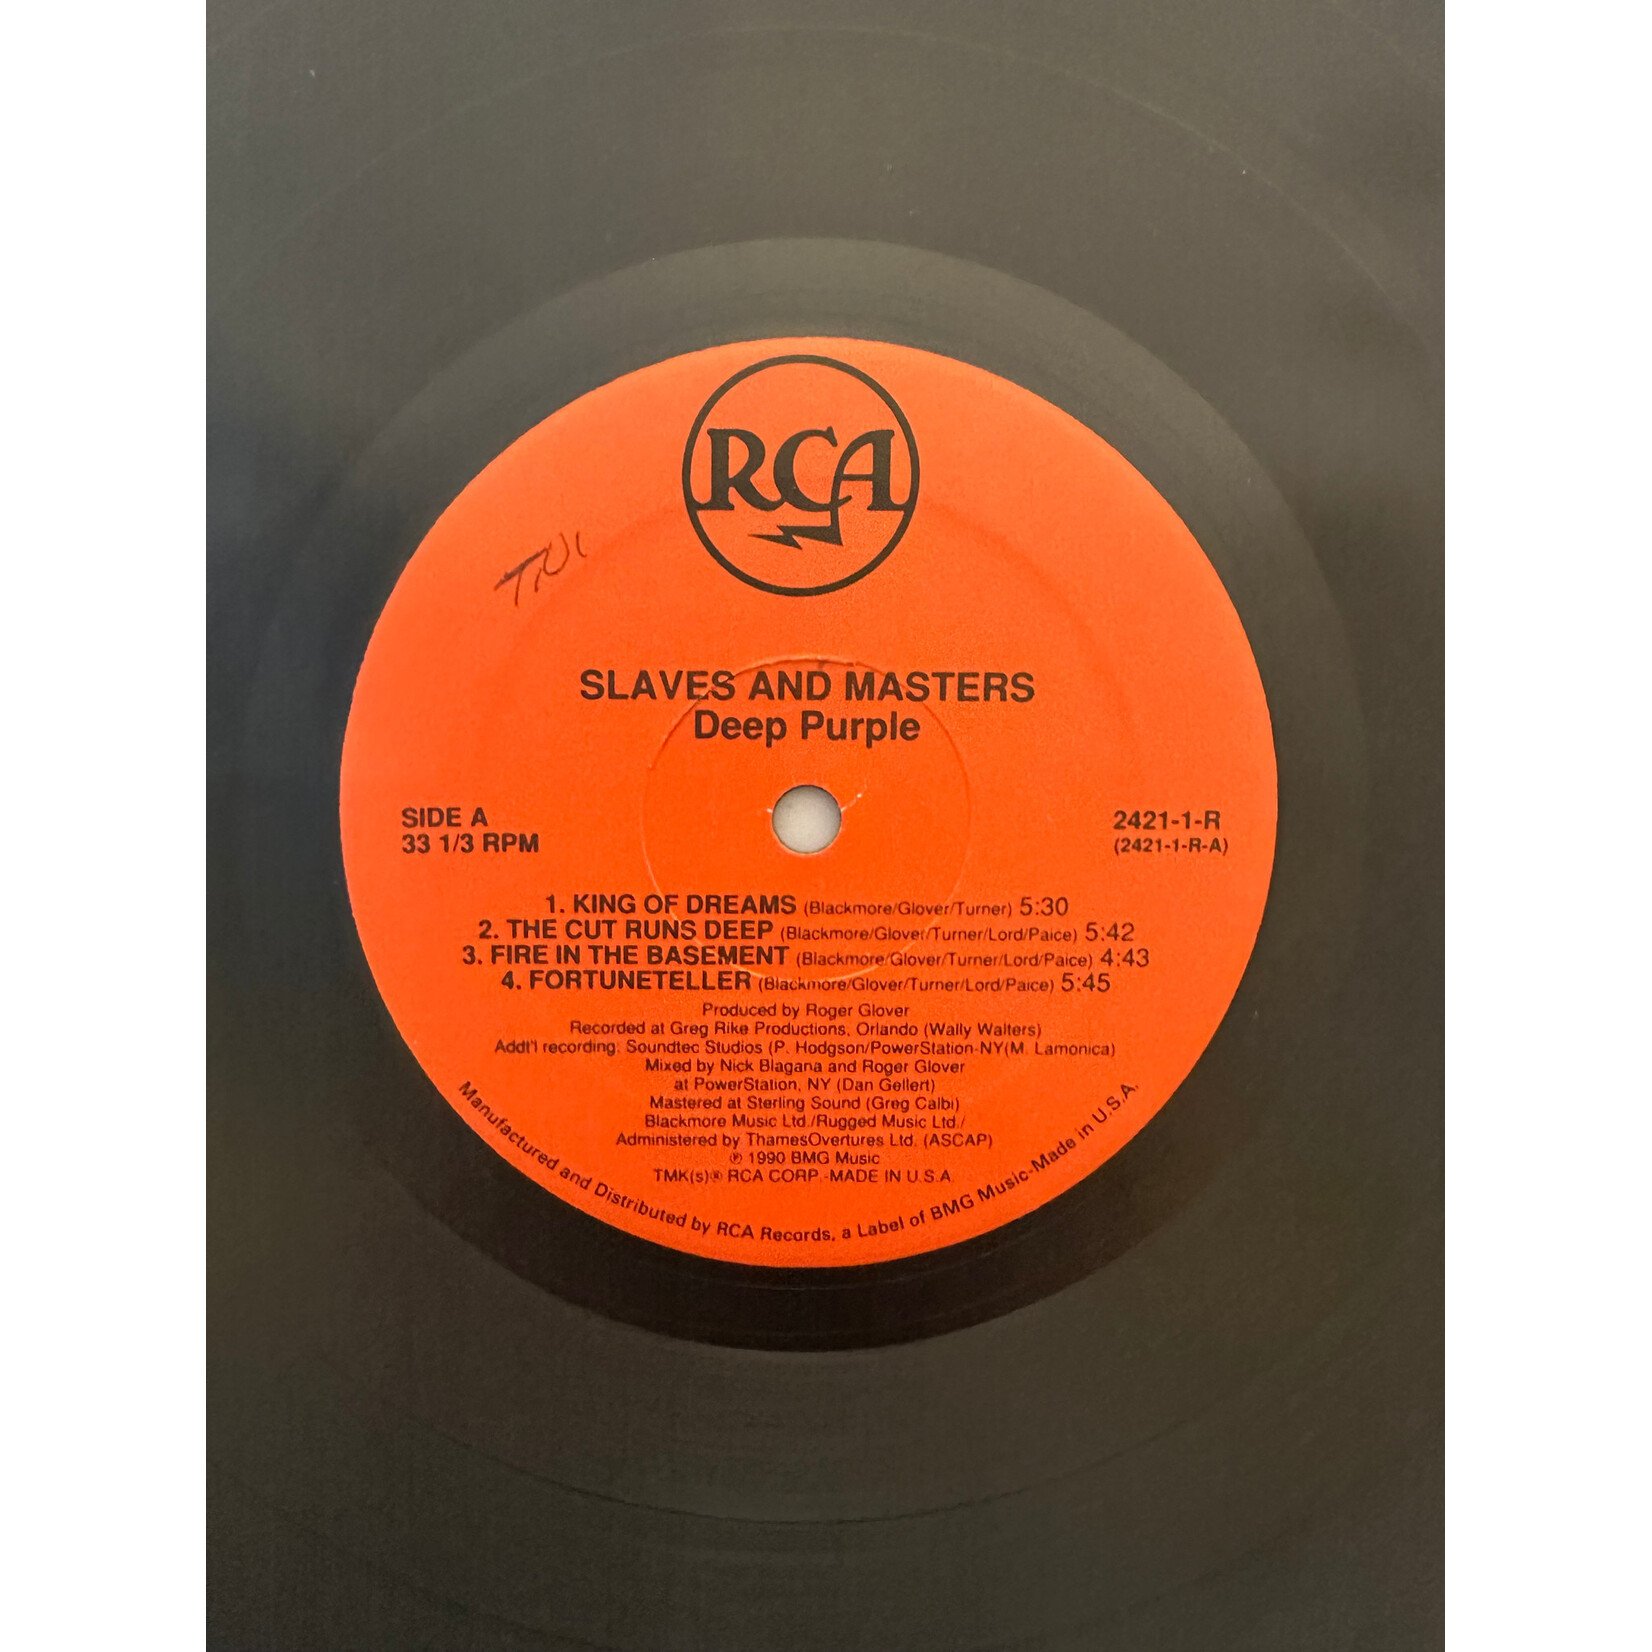 RCA
SLAVES AND MASTERS
Deep Purple
SIDE A
33 1/3 RPM
2421-1-R
(2421-1-R-A)
1. KING OF DREAMS (Blackmore/Glover/Turner) 5:30
2. THE CUT RUNS DEEP (Blackmore/Glover/Turner/Lord/Paice) 5:42
3. FIRE IN THE BASEMENT (Blackmore/Glover/Turner/Lord/Paice) 4:43
4. FORTUNETELLER (Blackmore/Glover/Turner/Lord/Paice) 5:45
Produced by Roger Glover
Recorded at Greg Rike Productions, Orlando (Wally Walters)
Addt'l recording: Soundtec Studios (P. Hodgson/PowerStation-NY(M. Lamonica)
Mixed by Nick Blagana and Roger Glover
at PowerStation, NY (Dan Gellert)
Mastered at Sterling Sound (Greg Calbi)
Blackmore Music Ltd./Rugged Music Ltd./
Administered by ThamesOvertures Ltd. (ASCAP)
℗ 1990 BMG Music
TMK(s)® RCA CORP.-MADE IN U.S.A.
Manufactured and Distributed by RCA Records, a Label of BMG Music-Made in U.S.A.